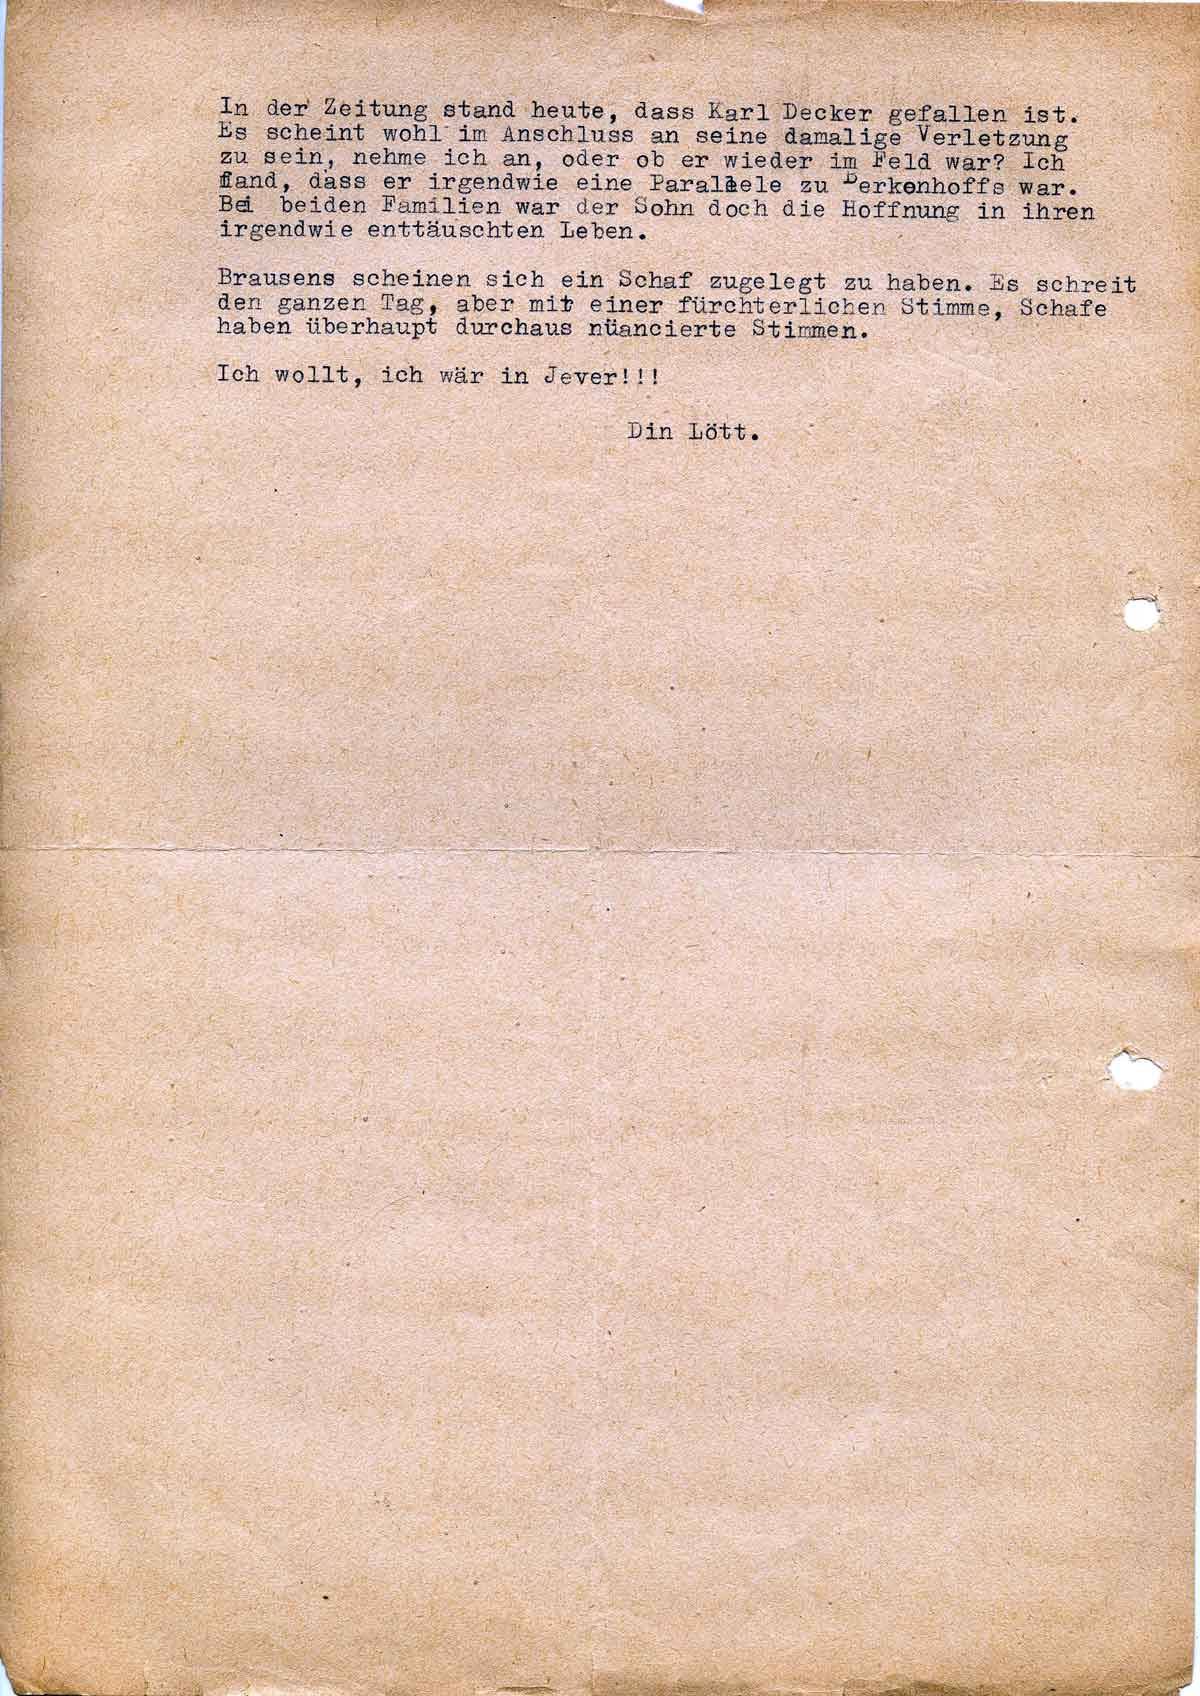 In der Zeitung stand heute, dass Karl Decker gefallen ist.
Es scheint wohl im Anschluss an seine damalige Verletzung
zu sein, nehme ich an, oder ob er wieder im Feld war? Ich
fand, dass er irgendwie eine Parallele zu Berkenhoffs war.
Bei beiden Familien war der Sohn doch die Hoffnung in ihren
irgendwie enttäuschten Leben.
Brausens scheinen sich ein Schaf zugelegt zu haben. Es schreit
den ganzen Tag, aber mit einer fürchterlichen Stimme, Schafe
haben überhaupt durchaus nüancierte Stimmen.
Ich wollt, ich wär in Jever!!!
Din Lött.